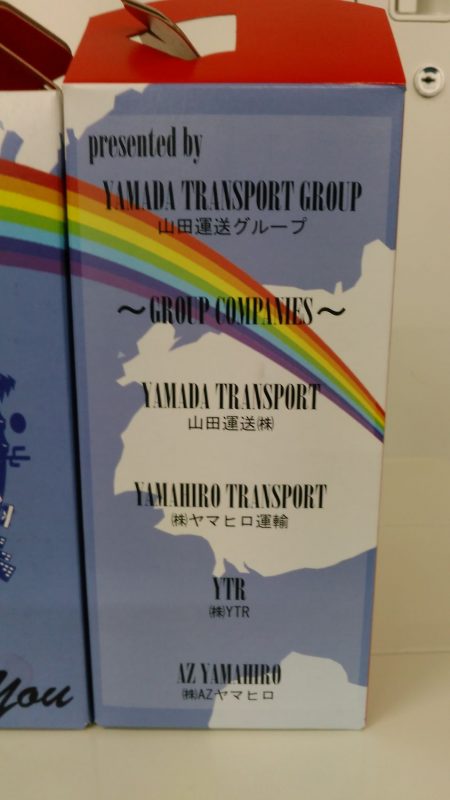 presented by
YAMADA TRANSPORT GROUP
山田運送グループ
～GROUP COMPANIES～
YAMADA TRANSPORT
山田運送㈱
YAMAHIRO TRANSPORT
㈱ヤマヒロ運輸
YTR
㈱YTR
AZ YAMAHIRO
㈱AZヤマヒロ
You